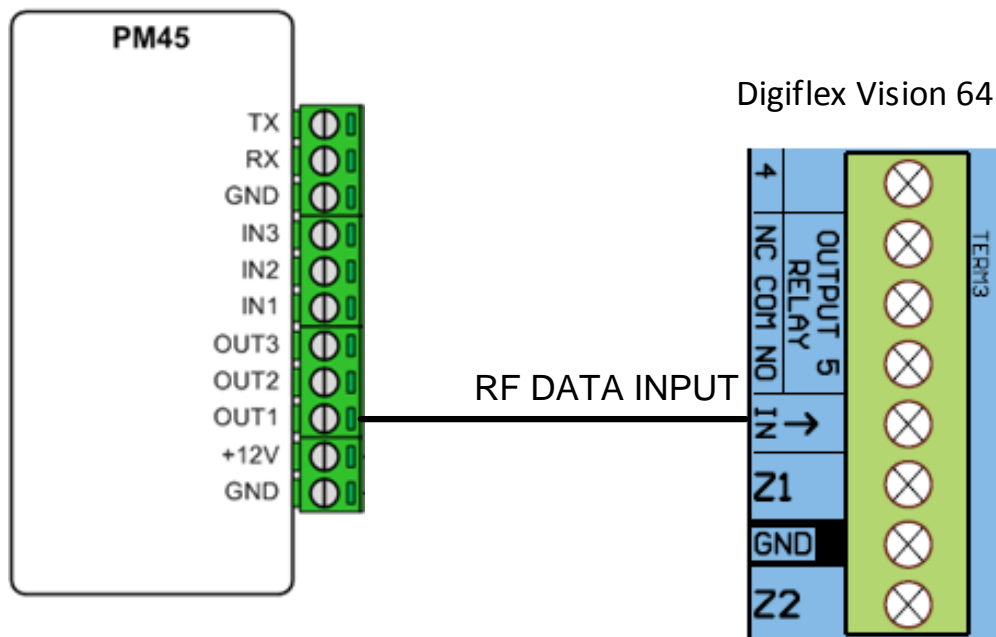 PM45
TX
RX
GND
IN3
IN2
IN1
OUT3
OUT2
OUT1
+12V
GND
RF DATA INPUT
Digiflex Vision 64
4
NC COM NO
OUTPUT 5
RELAY
IN →
Z1
GND
Z2
TERM3